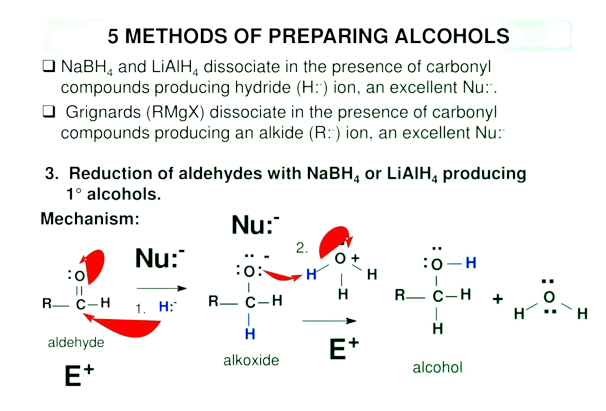 5 METHODS OF PREPARING ALCOHOLS
❑ NaBH₄ and LiAlH₄ dissociate in the presence of carbonyl
compounds producing hydride (H:⁻) ion, an excellent Nu:⁻.
❑ Grignards (RMgX) dissociate in the presence of carbonyl
compounds producing an alkide (R:⁻) ion, an excellent Nu:⁻
3. Reduction of aldehydes with NaBH₄ or LiAlH₄ producing
1° alcohols.
Mechanism:
Nu:⁻
Nu:⁻
2.
:O
:O: -
H O + H
H
:O—H
R—C—H
1. H:⁻
R—C—H
H
R—C—H
H
+
H O H
aldehyde
alkoxide
alcohol
E⁺
E⁺